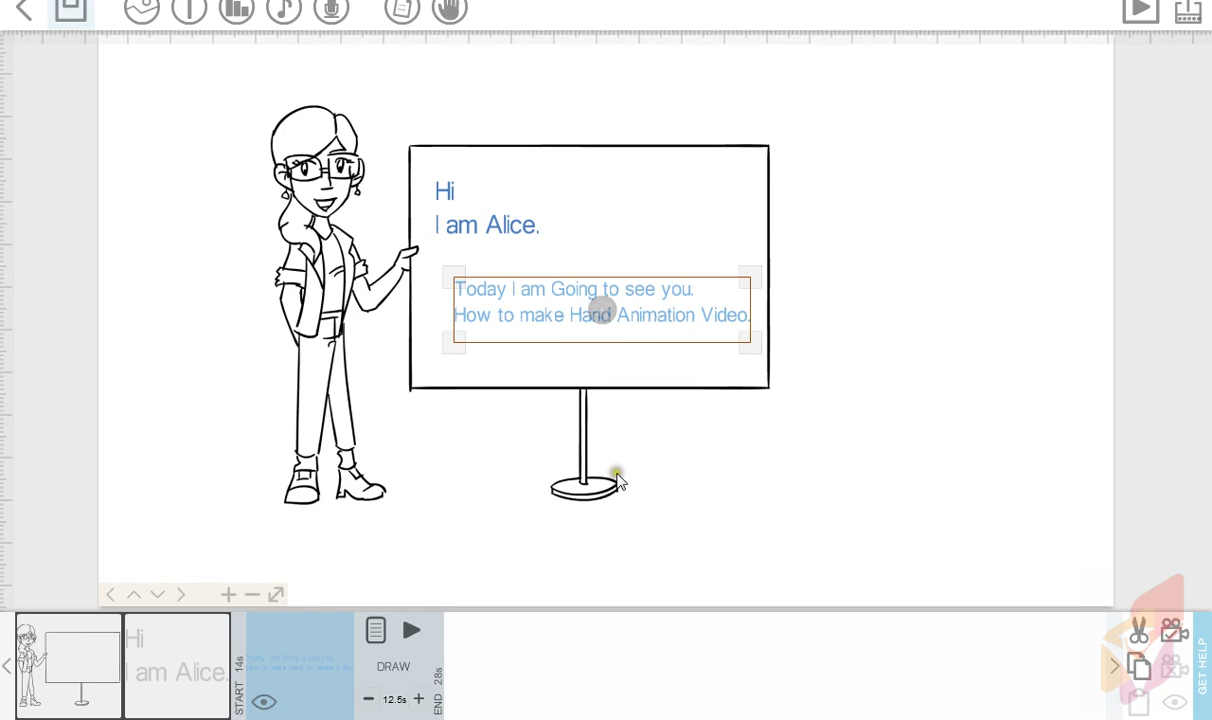 Hi
I am Alice.
Today I am Going to see you.
How to make Hand Animation Video.
Hi
I am Alice.
START 14s
DRAW
12.5s
END 28s
GET HELP